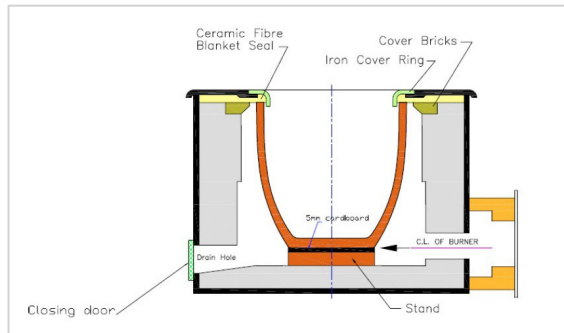 Ceramic Fibre
Blanket Seal
Cover Bricks
Iron Cover Ring
5mm cardboard
C.L. OF BURNER
Drain Hole
Closing door
Stand